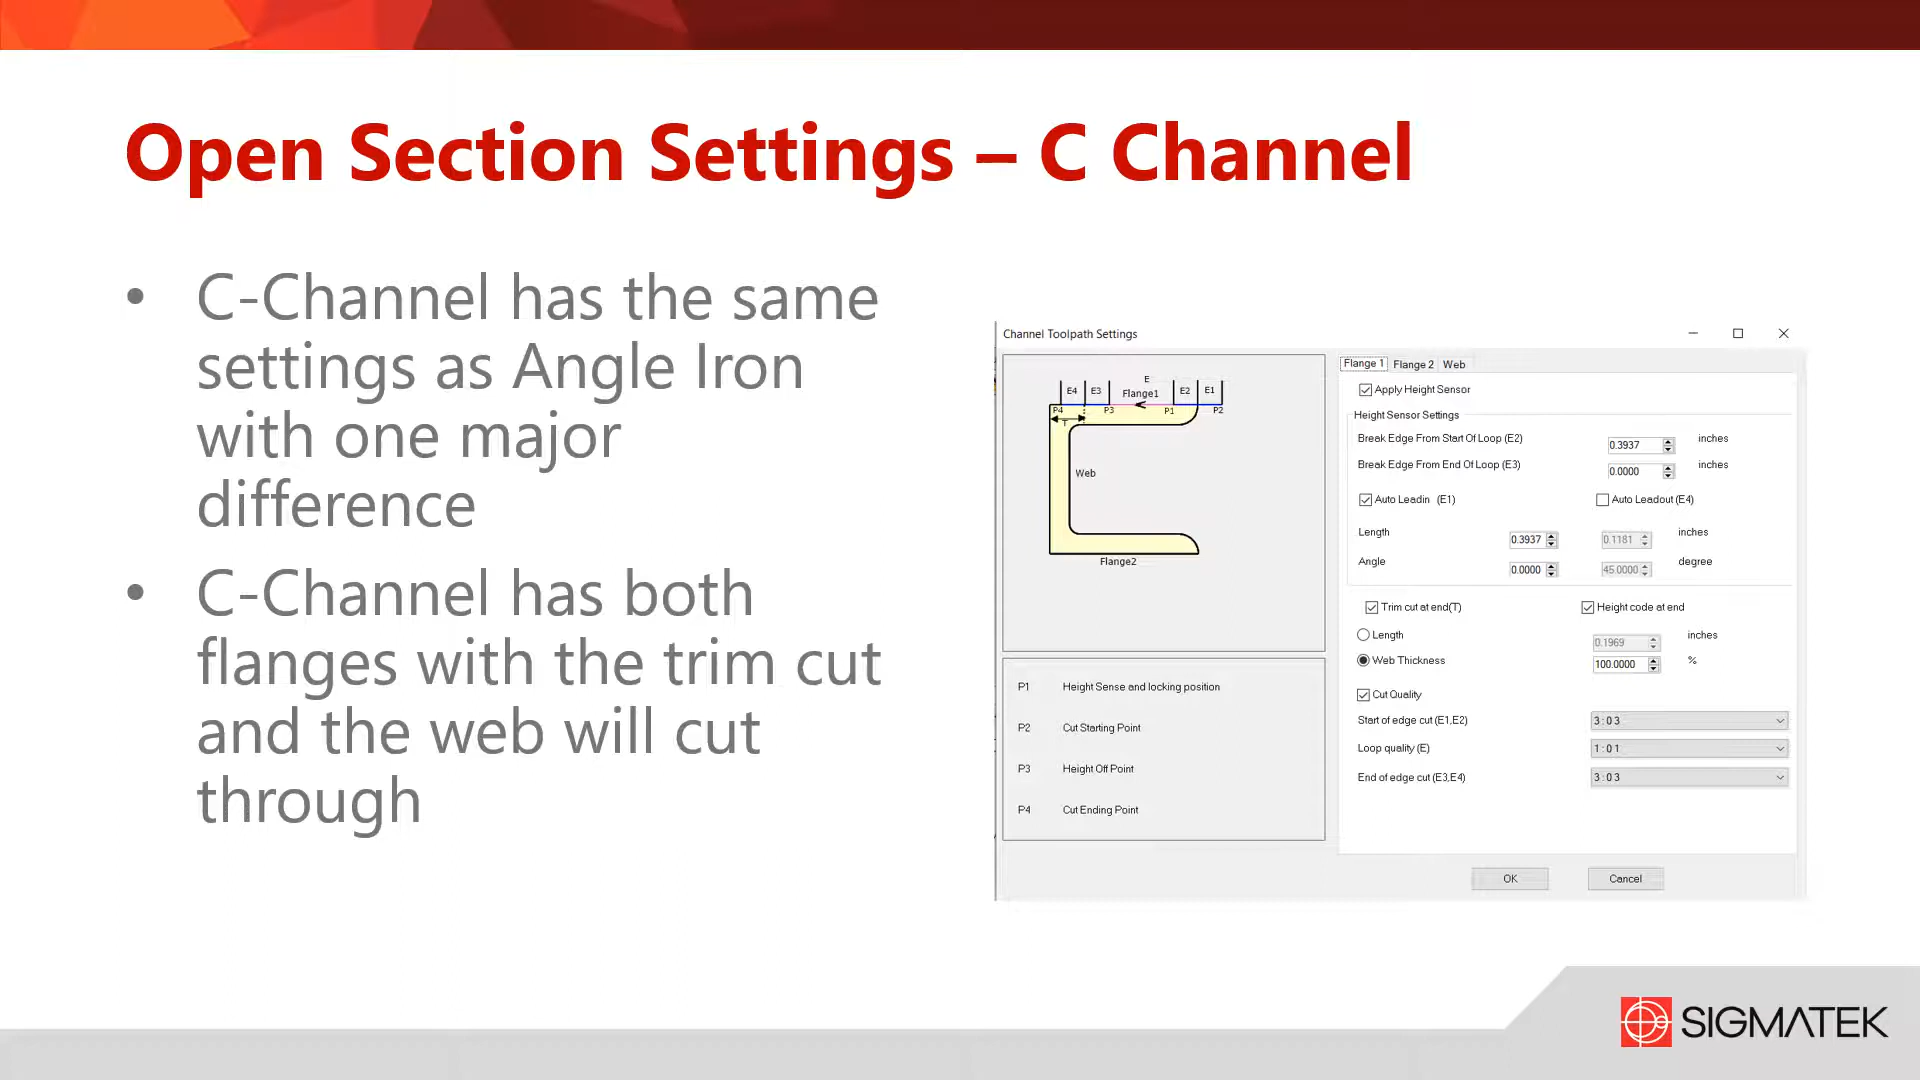 Open Section Settings – C Channel
• C-Channel has the same
settings as Angle Iron
with one major
difference
• C-Channel has both
flanges with the trim cut
and the web will cut
through
Channel Toolpath Settings
E
E4 E3 Flange1 E2 E1
P4 P3 P1 P2
T
Web
Flange2
P1 Height Sense and locking position
P2 Cut Starting Point
P3 Height Off Point
P4 Cut Ending Point
Flange 1 Flange 2 Web
Apply Height Sensor
Height Sensor Settings
Break Edge From Start Of Loop (E2) 0.3937 inches
Break Edge From End Of Loop (E3) 0.0000 inches
Auto Leadin (E1) Auto Leadout (E4)
Length 0.3937 0.1181 inches
Angle 0.0000 45.0000 degree
Trim cut at end(T) Height code at end
Length 0.1969 inches
Web Thickness 100.0000 %
Cut Quality
Start of edge cut (E1,E2) 3 : 0 3
Loop quality (E) 1 : 0 1
End of edge cut (E3,E4) 3 : 0 3
OK Cancel
SIGMATEK